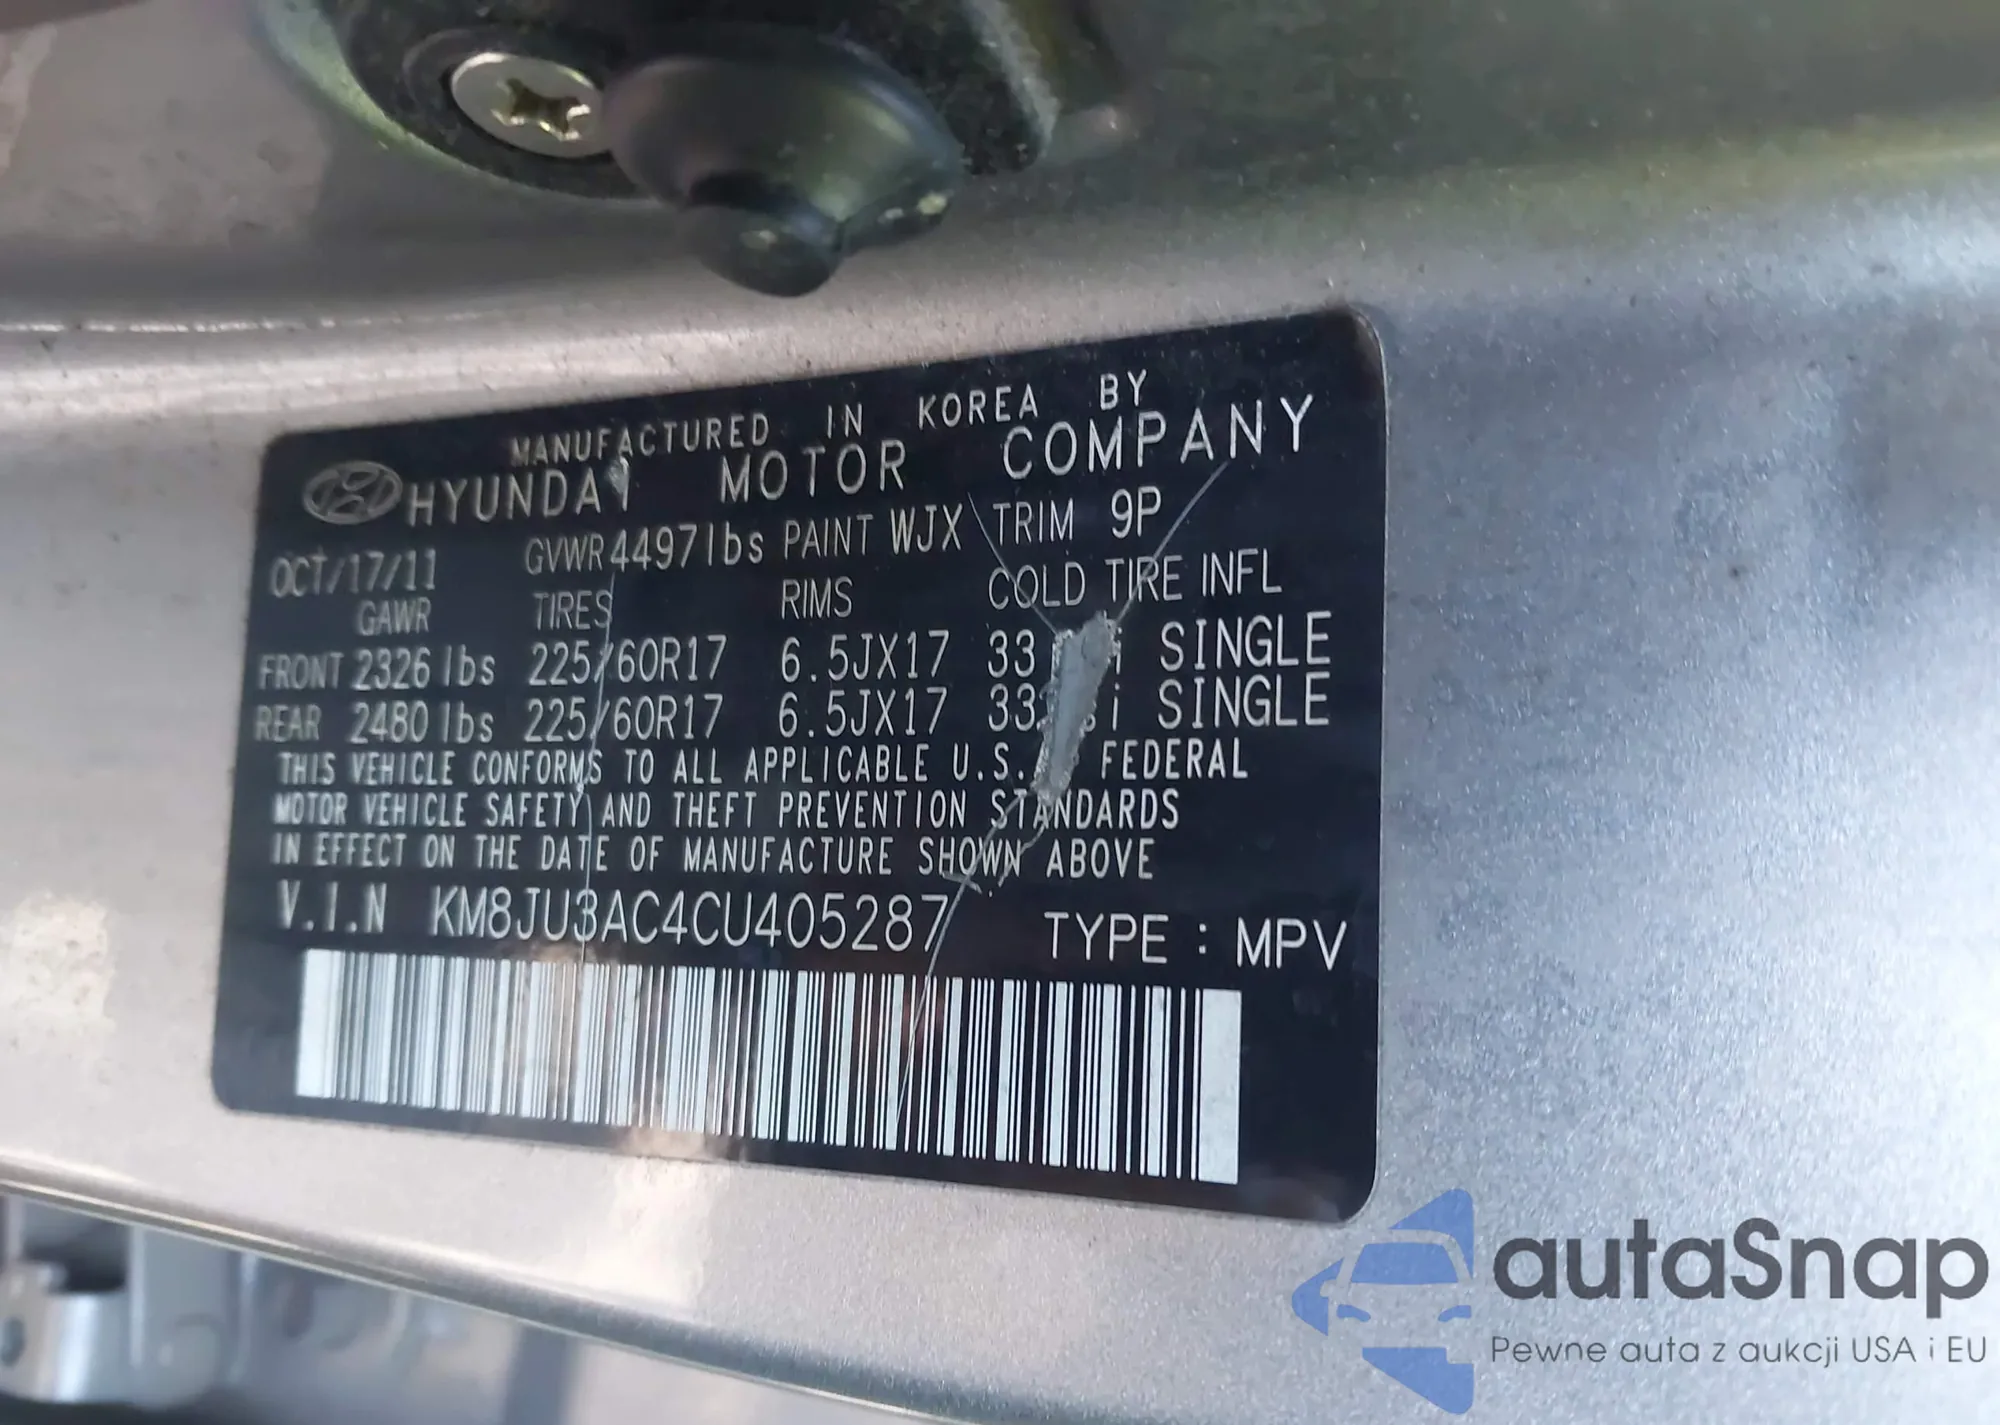 MANUFACTURED IN KOREA BY
HYUNDAI MOTOR COMPANY
OCT/17/11 GVWR 4497lbs PAINT WJX TRIM 9P
GAWR TIRES RIMS COLD TIRE INFL
FRONT 2326 lbs 225/60R17 6.5JX17 33 SINGLE
REAR 2480 lbs 225/60R17 6.5JX17 33 SINGLE
THIS VEHICLE CONFORMS TO ALL APPLICABLE U.S. FEDERAL
MOTOR VEHICLE SAFETY AND THEFT PREVENTION STANDARDS
IN EFFECT ON THE DATE OF MANUFACTURE SHOWN ABOVE
V.I.N KM8JU3AC4CU405287 TYPE : MPV
autaSnap
Pewne auta z aukcji USA i EU